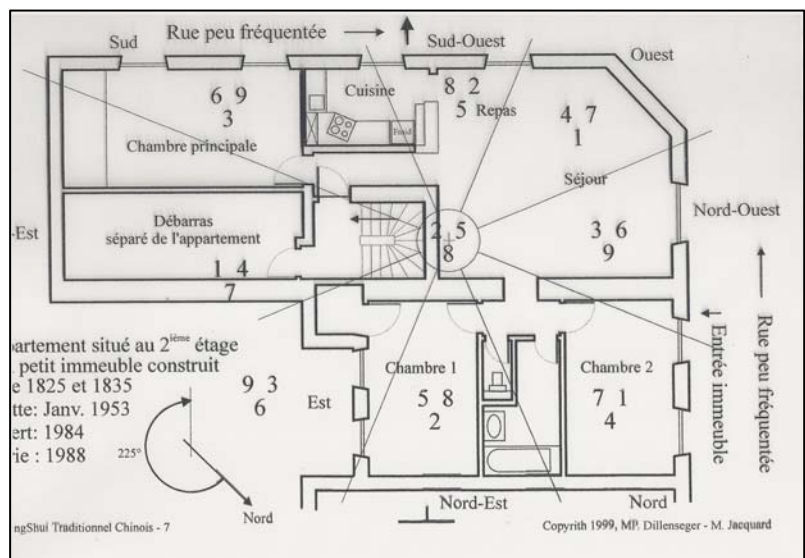 Sud
Rue peu fréquentée
Sud-Ouest
Ouest
Cuisine
6 9
3
8 2
5 Repas
4 7
1
Chambre principale
Séjour
Nord-Ouest
Débarras
séparé de l'appartement
-Est
2 5
8
3 6
9
1 4
7
partement situé au 2ième étage
petit immeuble construit
e 1825 et 1835
tte: Janv. 1953
ert: 1984
rie : 1988
225°
Nord
9 3
6
Est
Chambre 1
5 8
2
Chambre 2
7 1
4
Entrée immeuble
Rue peu fréquentée
Nord-Est
Nord
ngShui Traditionnel Chinois - 7
Copyrith 1999, MP. Dillenseger - M. Jacquard